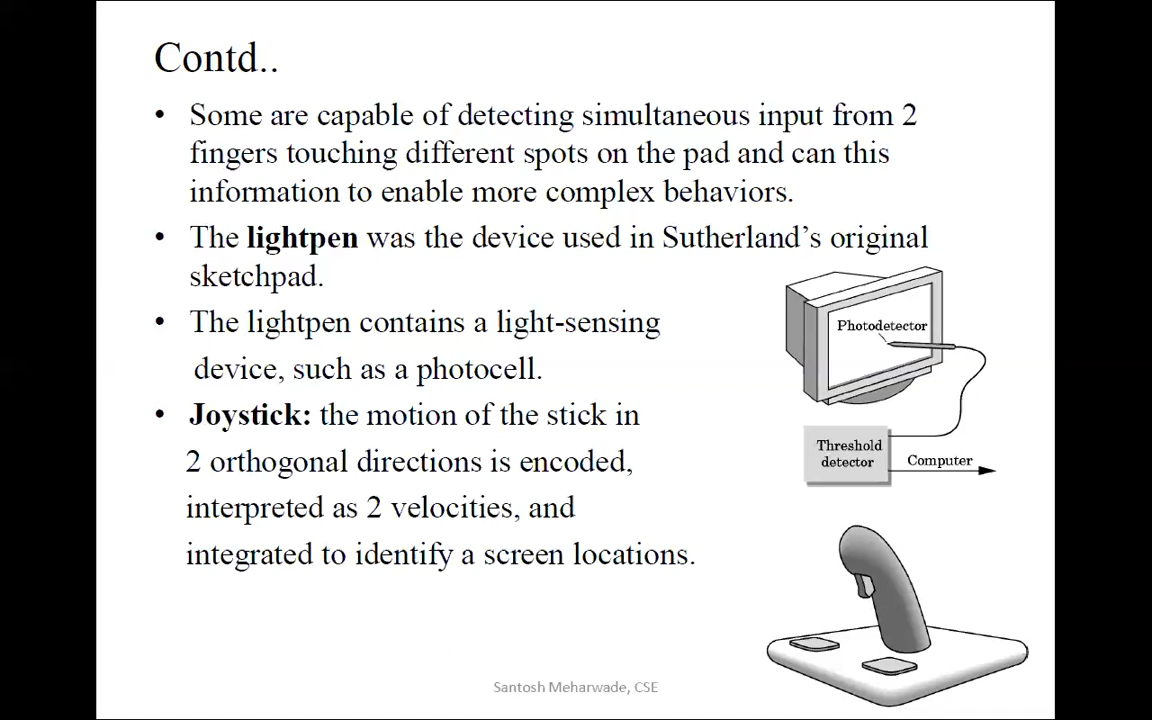 Contd..
• Some are capable of detecting simultaneous input from 2
fingers touching different spots on the pad and can this
information to enable more complex behaviors.
• The lightpen was the device used in Sutherland’s original
sketchpad.
• The lightpen contains a light-sensing
device, such as a photocell.
• Joystick: the motion of the stick in
2 orthogonal directions is encoded,
interpreted as 2 velocities, and
integrated to identify a screen locations.
Photodetector
Threshold
detector
Computer
Santosh Meharwade, CSE